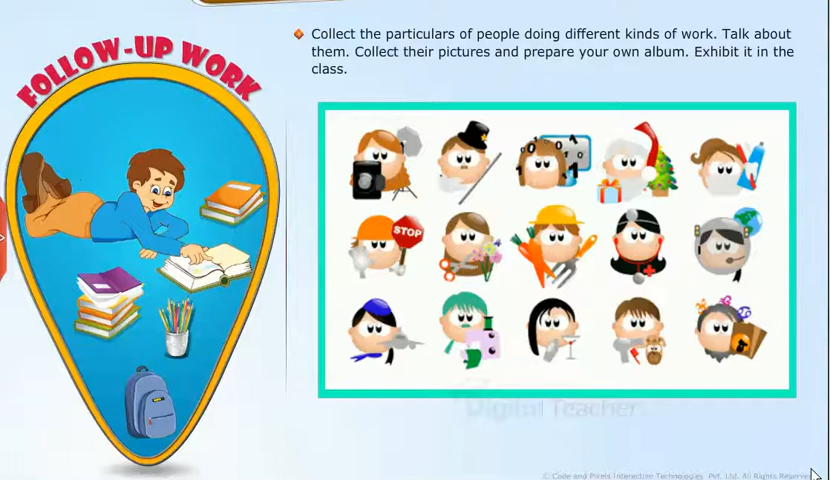 FOLLOW-UP WORK
Collect the particulars of people doing different kinds of work. Talk about
them. Collect their pictures and prepare your own album. Exhibit it in the
class.
STOP
Digital Teacher
© Code and Pixels Interactive Technologies Pvt. Ltd. All Rights Reserved